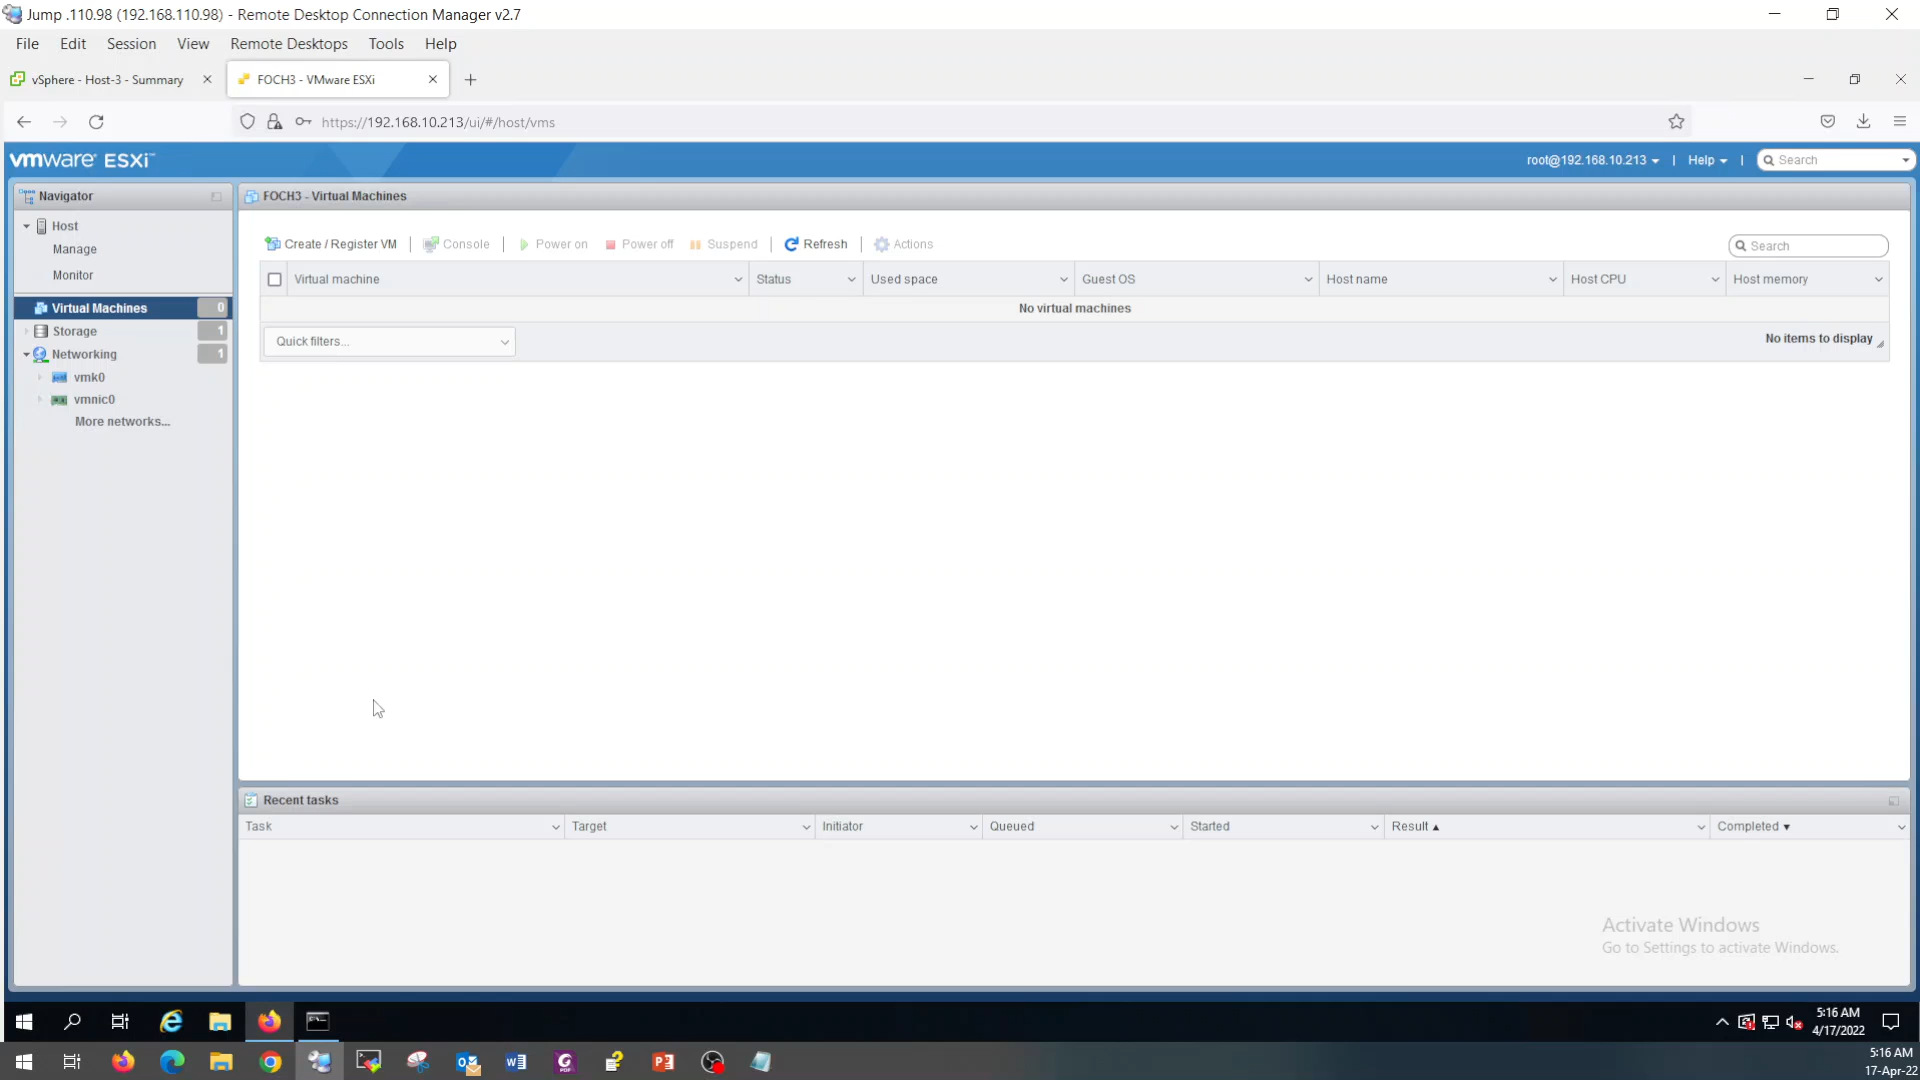 Jump .110.98 (192.168.110.98) - Remote Desktop Connection Manager v2.7
File Edit Session View Remote Desktops Tools Help
vSphere - Host-3 - Summary
FOCH3 - VMware ESXi
https://192.168.10.213/ui/#/host/vms
vmware ESXi
root@192.168.10.213 | Help | Search
Navigator
Host
Manage
Monitor
Virtual Machines 0
Storage 1
Networking 1
vmk0
vmnic0
More networks...
FOCH3 - Virtual Machines
Create / Register VM | Console | Power on Power off Suspend | Refresh | Actions
Search
Virtual machine Status Used space Guest OS Host name Host CPU Host memory
No virtual machines
Quick filters...
No items to display
Recent tasks
Task Target Initiator Queued Started Result ▲ Completed ▼
Activate Windows
Go to Settings to activate Windows.
5:16 AM
4/17/2022
5:16 AM
17-Apr-22